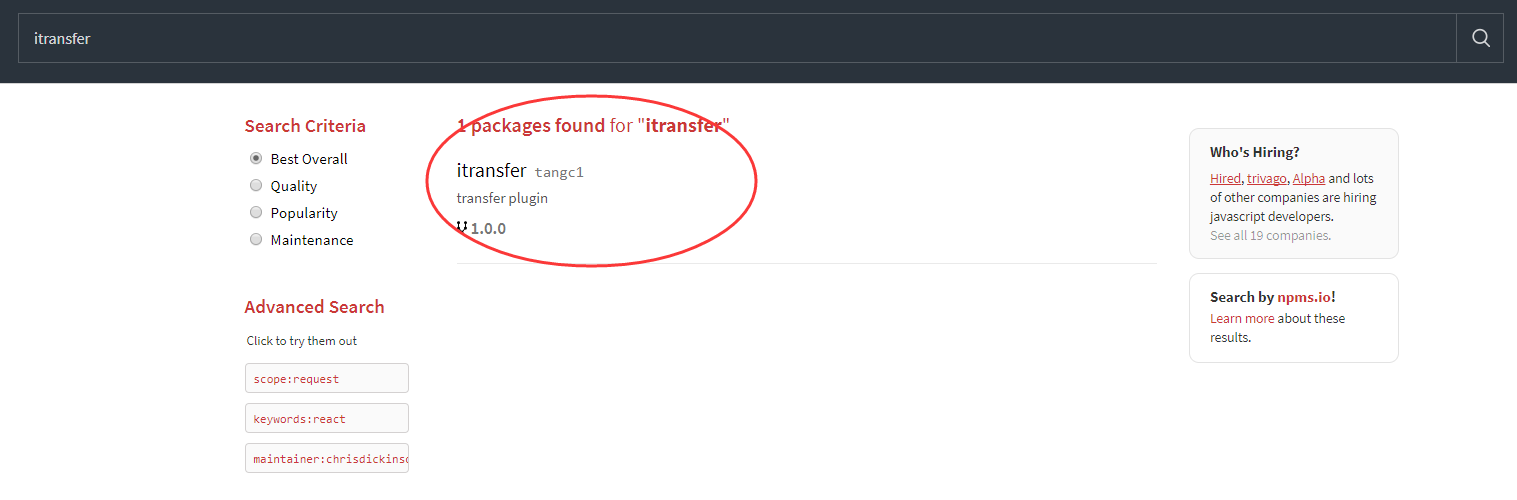 itransfer
Search Criteria
Best Overall
Quality
Popularity
Maintenance
Advanced Search
Click to try them out
scope:request
keywords:react
maintainer:chrisdickinso
1 packages found for "itransfer"
itransfer tangc1
transfer plugin
1.0.0
Who's Hiring?
Hired, trivago, Alpha and lots
of other companies are hiring
javascript developers.
See all 19 companies.
Search by npms.io!
Learn more about these
results.